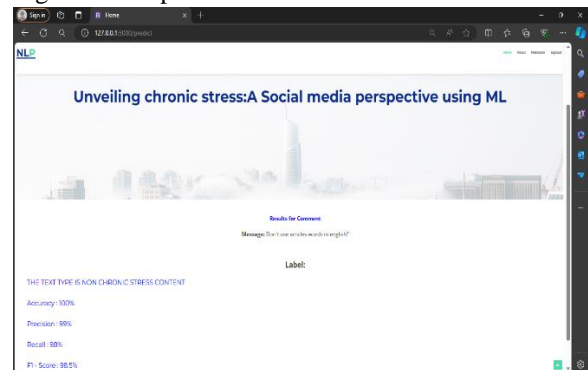 Sign in
Home
127.0.0.1:5000/predict
NLP
Unveiling chronic stress:A Social media perspective using ML
Results for Comment
Message: Don't use articles words in english"
Label:
THE TEXT TYPE IS NON CHRONIC STRESS CONTENT
Accuracy : 100%
Precision : 99%
Recall : 98%
F1 - Score : 98.5%